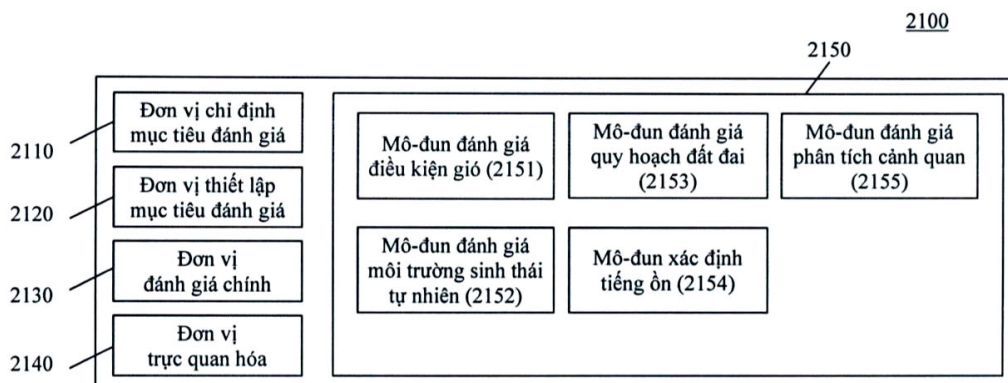 2100
2150
Đơn vị chỉ định
mục tiêu đánh giá
2110
Đơn vị thiết lập
mục tiêu đánh giá
2120
Đơn vị
đánh giá chính
2130
Đơn vị
trực quan hóa
2140
Mô-đun đánh giá
điều kiện gió (2151)
Mô-đun đánh giá
quy hoạch đất đai
(2153)
Mô-đun đánh giá
phân tích cảnh quan
(2155)
Mô-đun đánh giá
môi trường sinh thái
tự nhiên (2152)
Mô-đun xác định
tiếng ồn (2154)